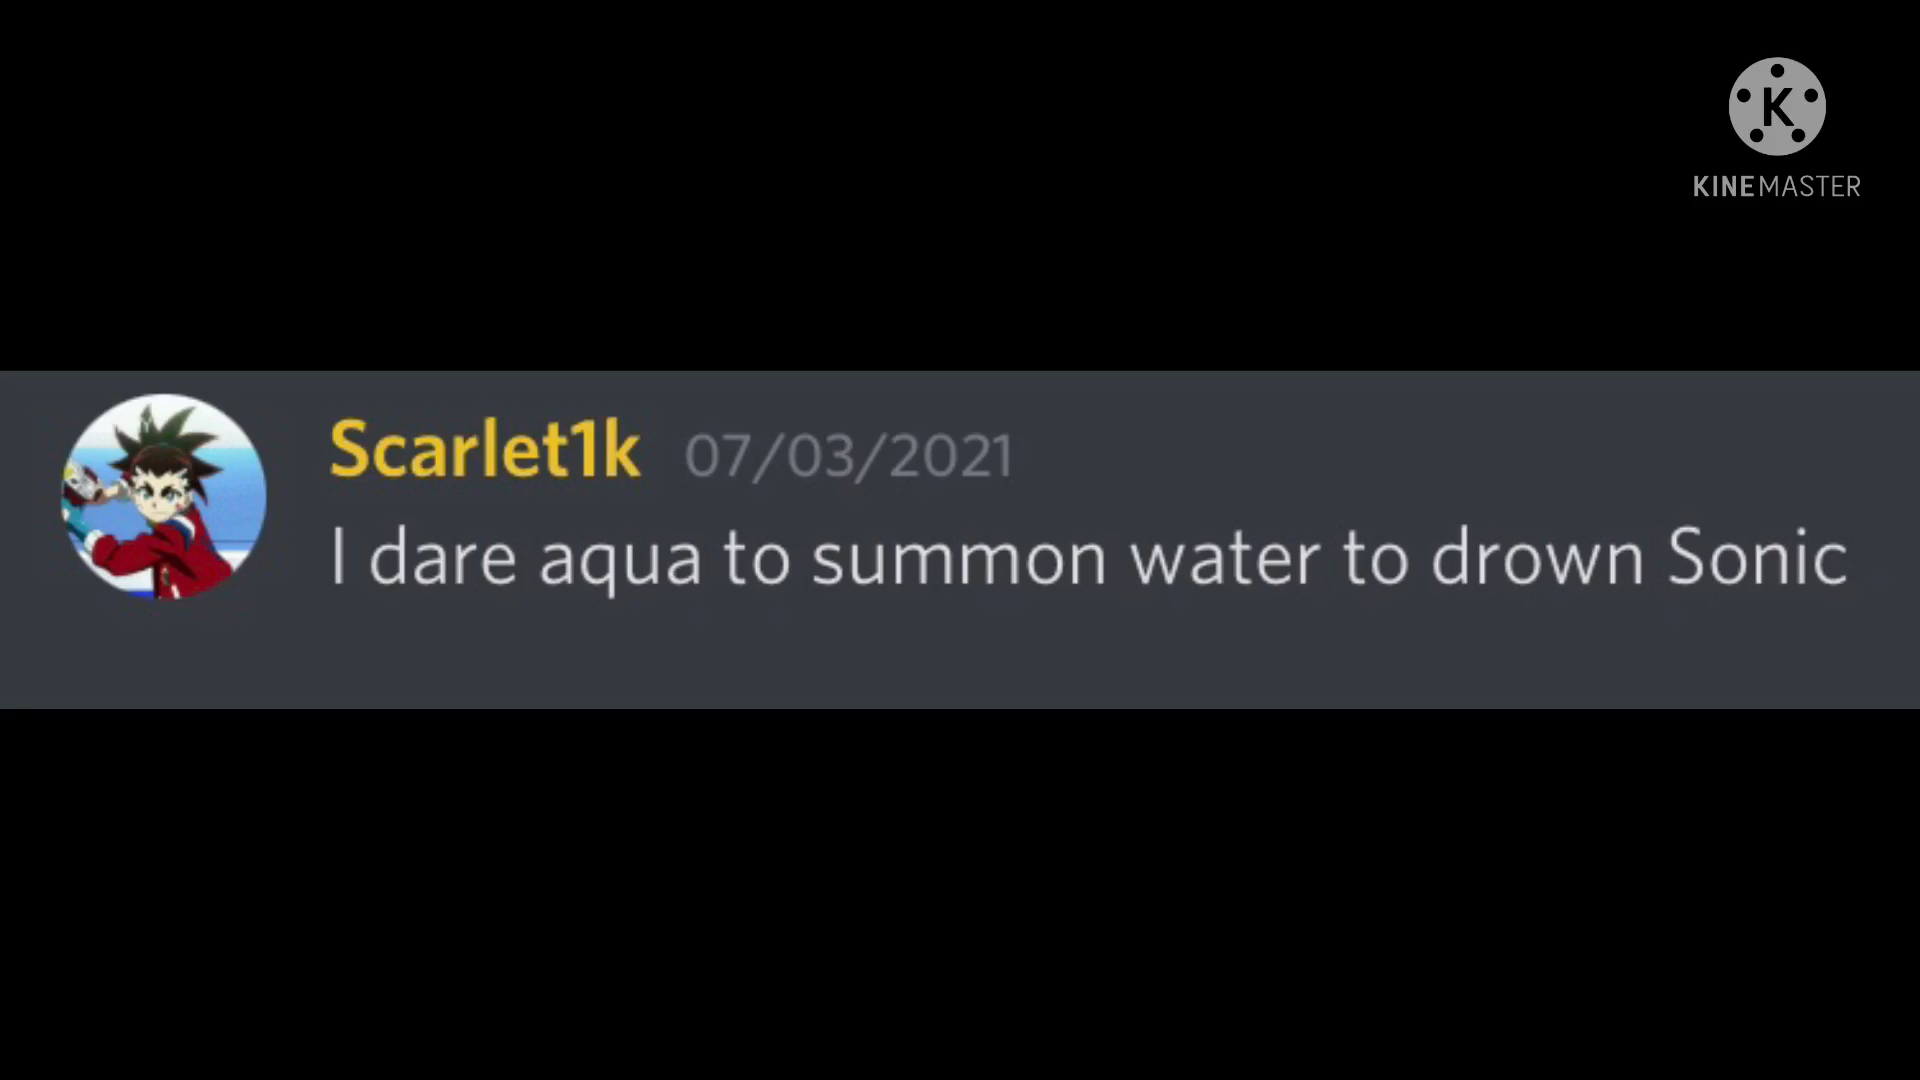 K
KINEMASTER
Scarlet1k 07/03/2021
I dare aqua to summon water to drown Sonic